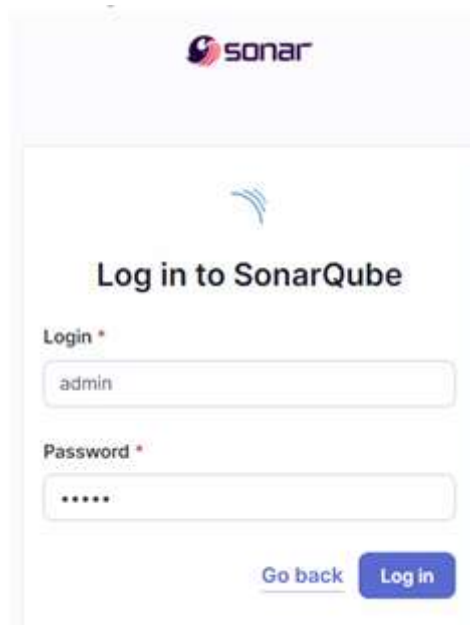 sonar
Log in to SonarQube
Login *
admin
Password *
•••••
Go back Log in